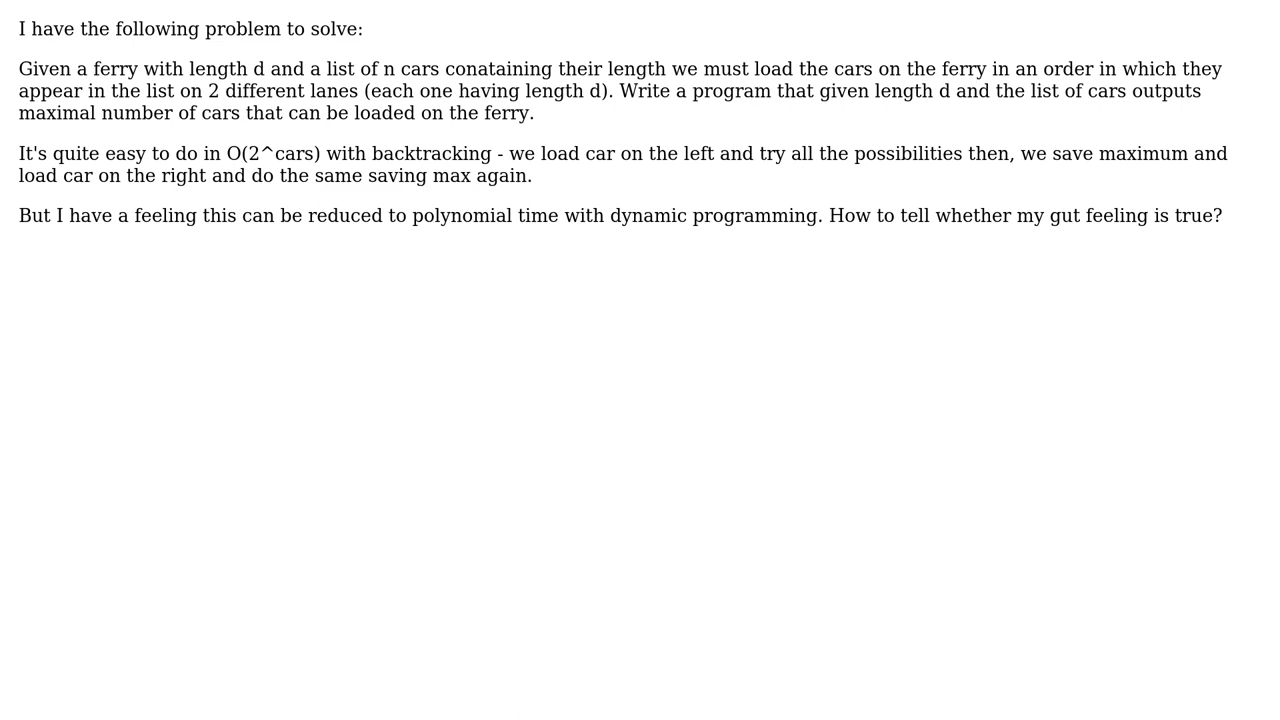 I have the following problem to solve:
Given a ferry with length d and a list of n cars conataining their length we must load the cars on the ferry in an order in which they
appear in the list on 2 different lanes (each one having length d). Write a program that given length d and the list of cars outputs
maximal number of cars that can be loaded on the ferry.
It's quite easy to do in O(2^cars) with backtracking - we load car on the left and try all the possibilities then, we save maximum and
load car on the right and do the same saving max again.
But I have a feeling this can be reduced to polynomial time with dynamic programming. How to tell whether my gut feeling is true?